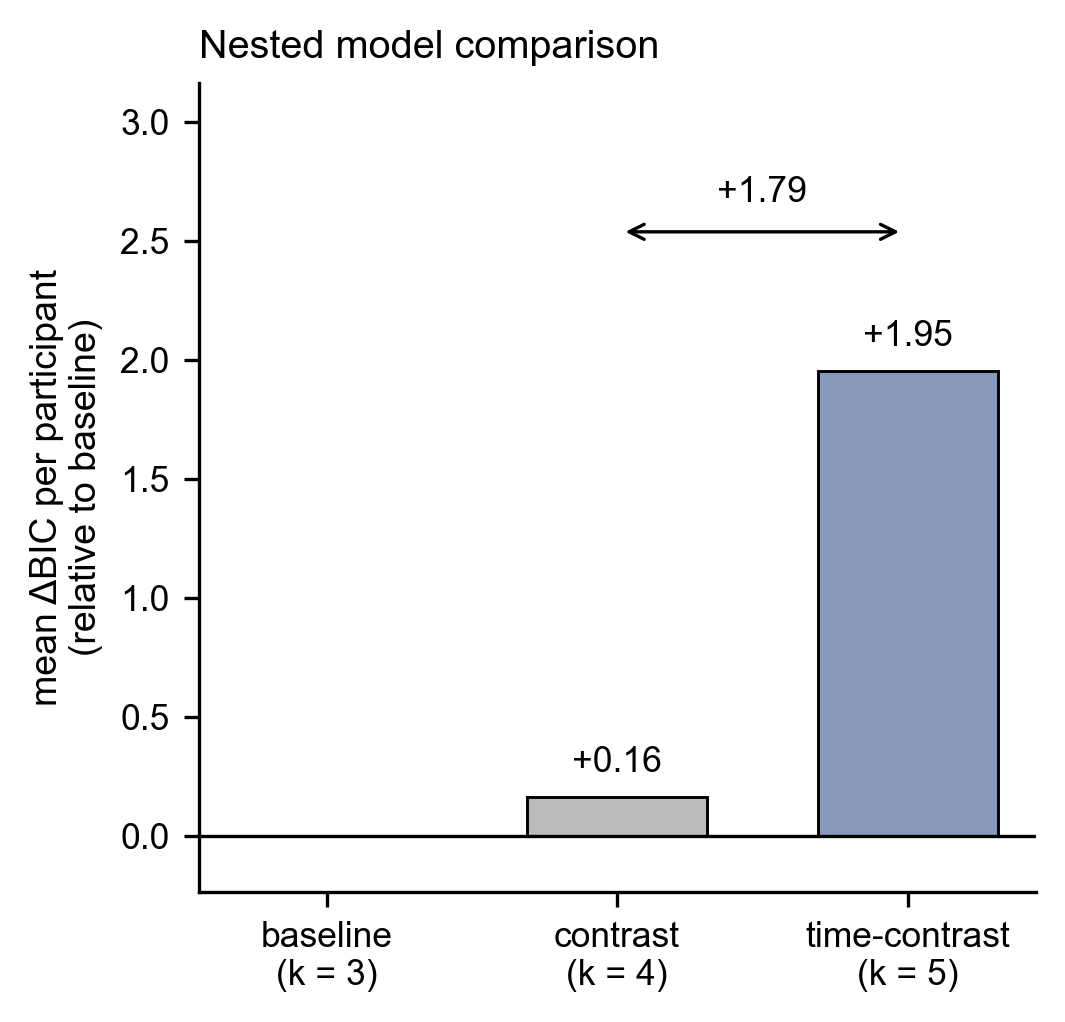 Nested model comparison
mean ΔBIC per participant
(relative to baseline)
3.0
2.5
2.0
1.5
1.0
0.5
0.0
+1.79
+1.95
+0.16
baseline
(k = 3)
contrast
(k = 4)
time-contrast
(k = 5)